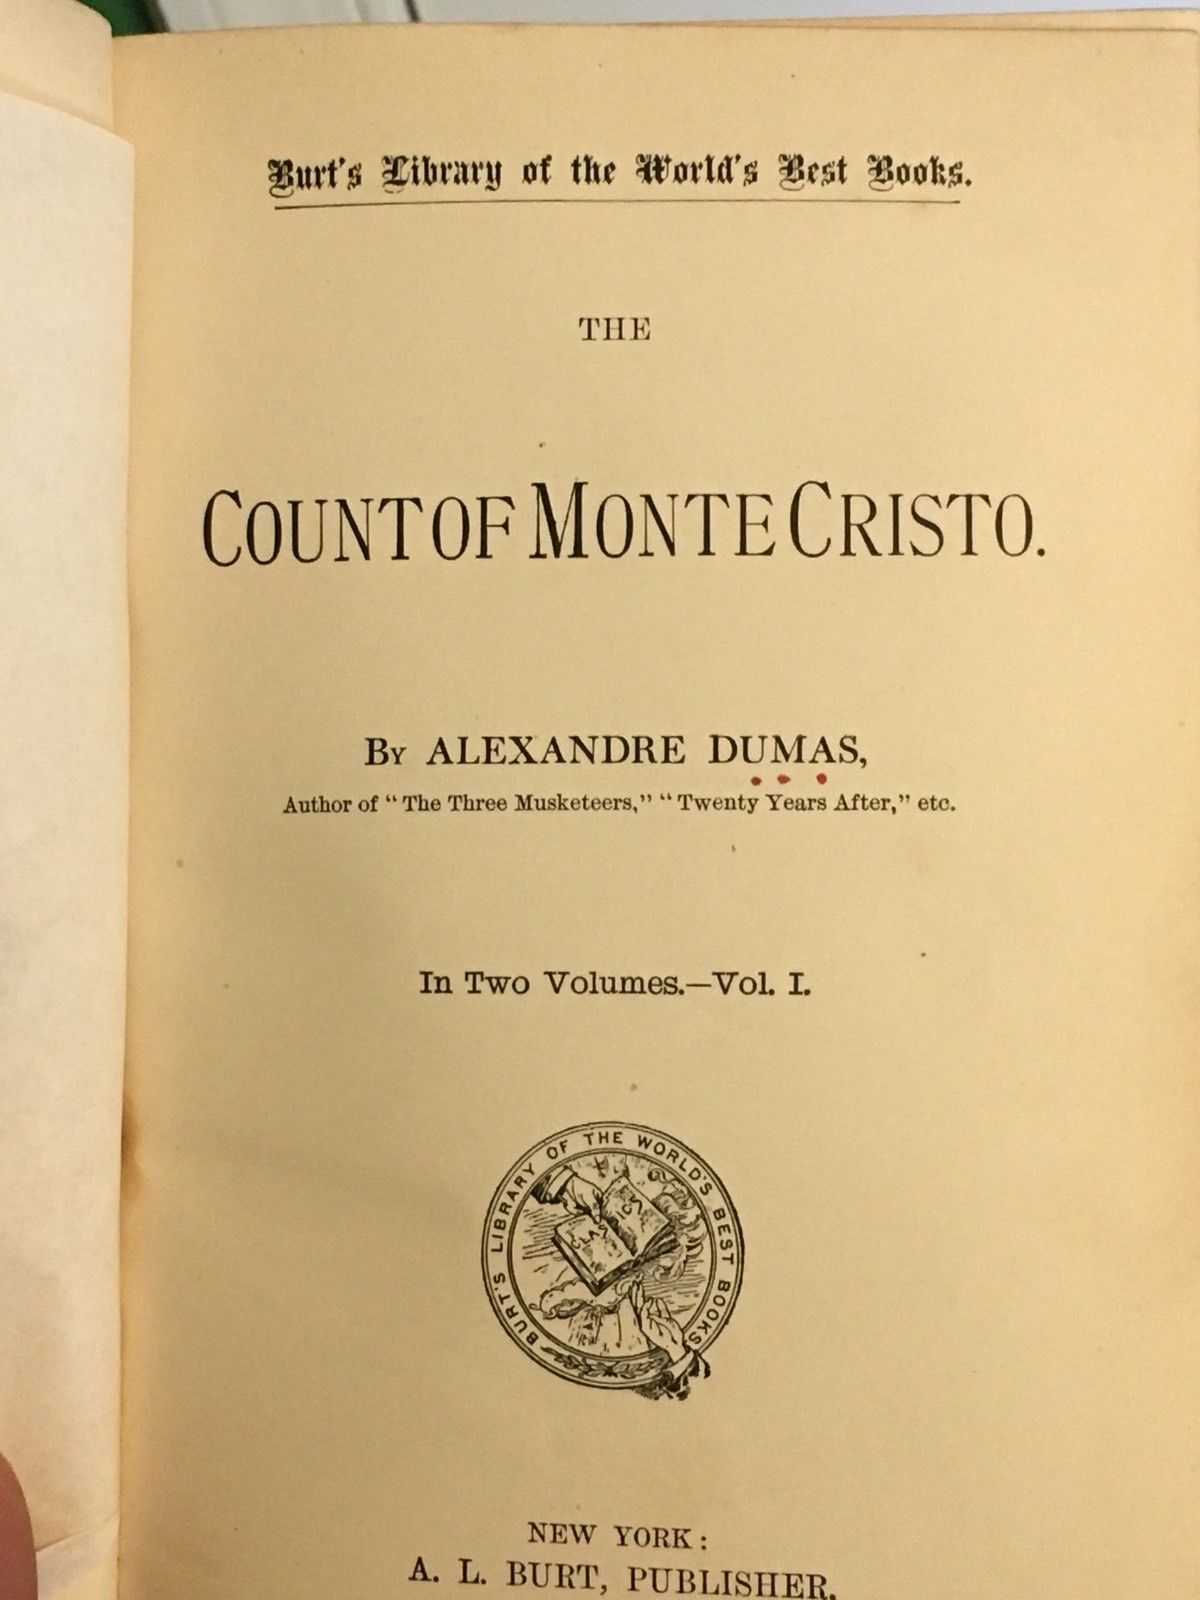 Burt's Library of the World's Best Books.
THE
COUNT OF MONTE CRISTO.
BY ALEXANDRE DUMAS,
Author of "The Three Musketeers," "Twenty Years After," etc.
In Two Volumes.—Vol. I.
BURT'S LIBRARY OF THE WORLD'S BEST BOOKS
CLASSICS
NEW YORK:
A. L. BURT, PUBLISHER.